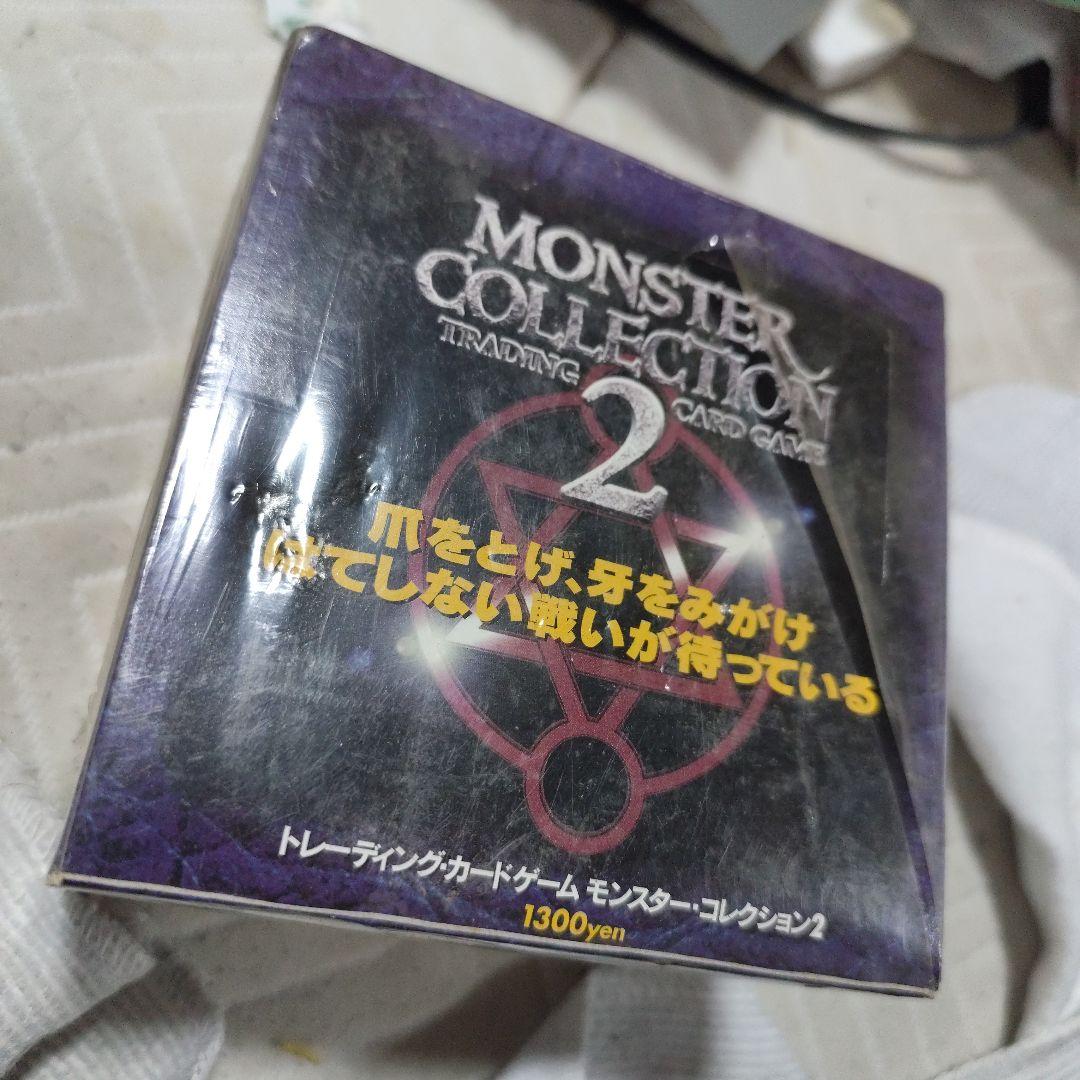 MONSTER
COLLECTION
TRADING
2
CARD GAME
爪をとげ、牙をみがけ
はてしない戦いが待っている
トレーディング・カードゲーム モンスター・コレクション2
1300yen